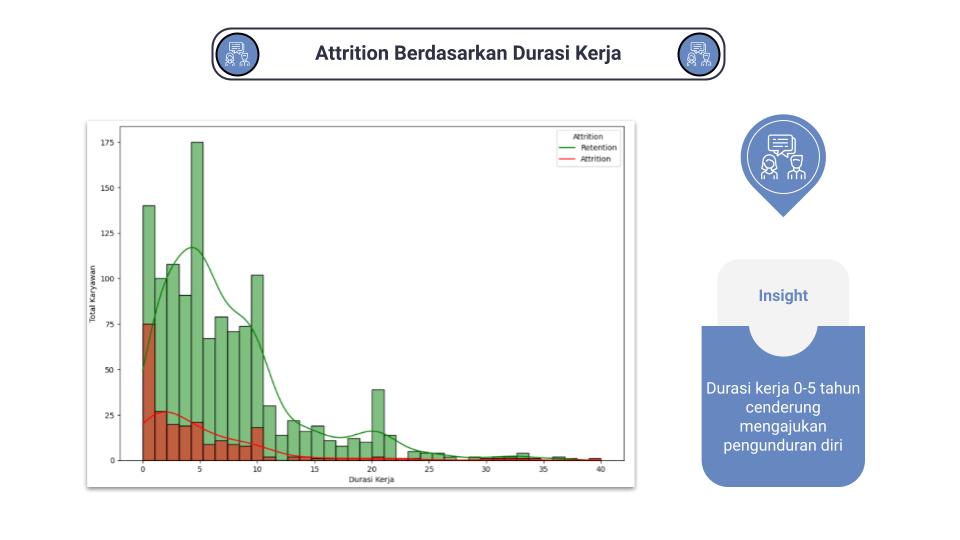 Attrition Berdasarkan Durasi Kerja
Attrition
Retention
Attrition
Total Karyawan
175
150
125
100
75
50
25
0
0 5 10 15 20 25 30 35 40
Durasi Kerja
Insight
Durasi kerja 0-5 tahun
cenderung
mengajukan
pengunduran diri